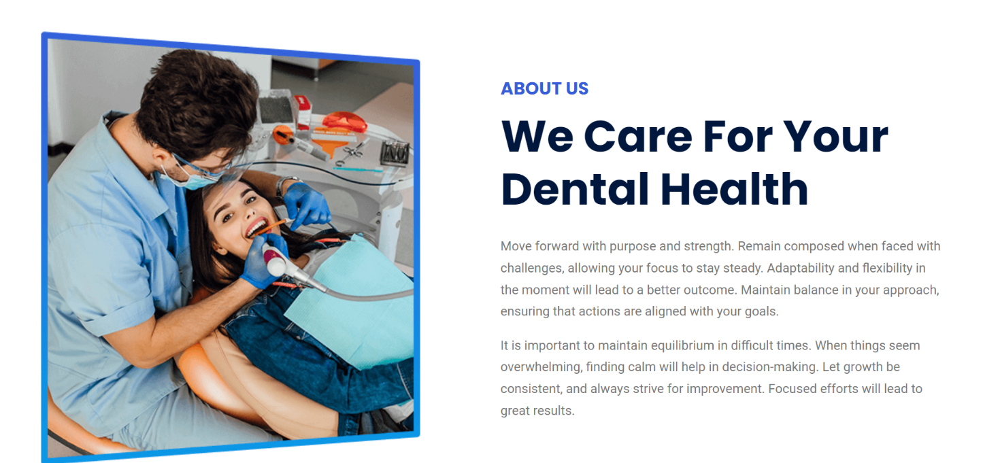 ABOUT US
We Care For Your
Dental Health
Move forward with purpose and strength. Remain composed when faced with
challenges, allowing your focus to stay steady. Adaptability and flexibility in
the moment will lead to a better outcome. Maintain balance in your approach,
ensuring that actions are aligned with your goals.
It is important to maintain equilibrium in difficult times. When things seem
overwhelming, finding calm will help in decision-making. Let growth be
consistent, and always strive for improvement. Focused efforts will lead to
great results.